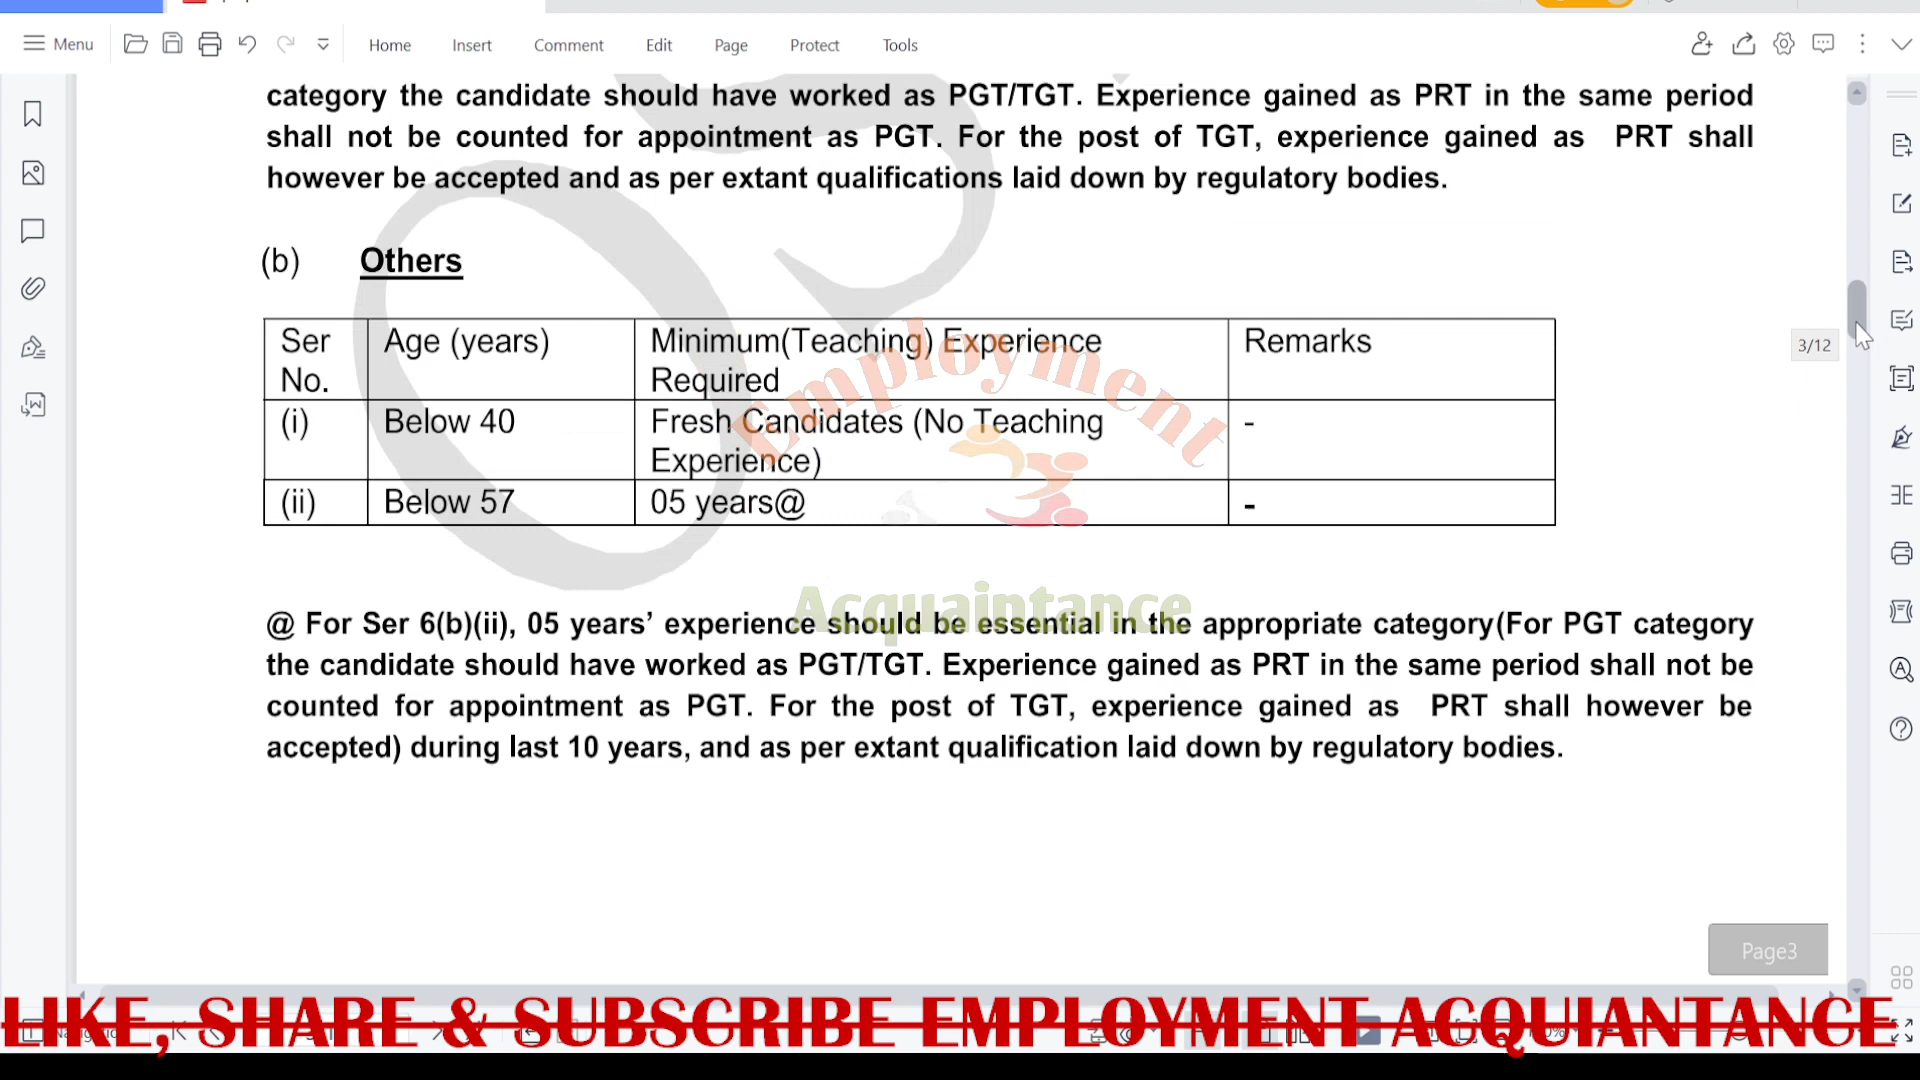 Menu
Home Insert Comment Edit Page Protect Tools
category the candidate should have worked as PGT/TGT. Experience gained as PRT in the same period
shall not be counted for appointment as PGT. For the post of TGT, experience gained as PRT shall
however be accepted and as per extant qualifications laid down by regulatory bodies.
(b) Others
Ser No. Age (years) Minimum(Teaching) Experience Required Remarks
(i) Below 40 Fresh Candidates (No Teaching Experience) -
(ii) Below 57 05 years@ -
3/12
Employment
Acquaintance
@ For Ser 6(b)(ii), 05 years’ experience should be essential in the appropriate category(For PGT category
the candidate should have worked as PGT/TGT. Experience gained as PRT in the same period shall not be
counted for appointment as PGT. For the post of TGT, experience gained as PRT shall however be
accepted) during last 10 years, and as per extant qualification laid down by regulatory bodies.
Page3
LIKE, SHARE & SUBSCRIBE EMPLOYMENT ACQUIANTANCE